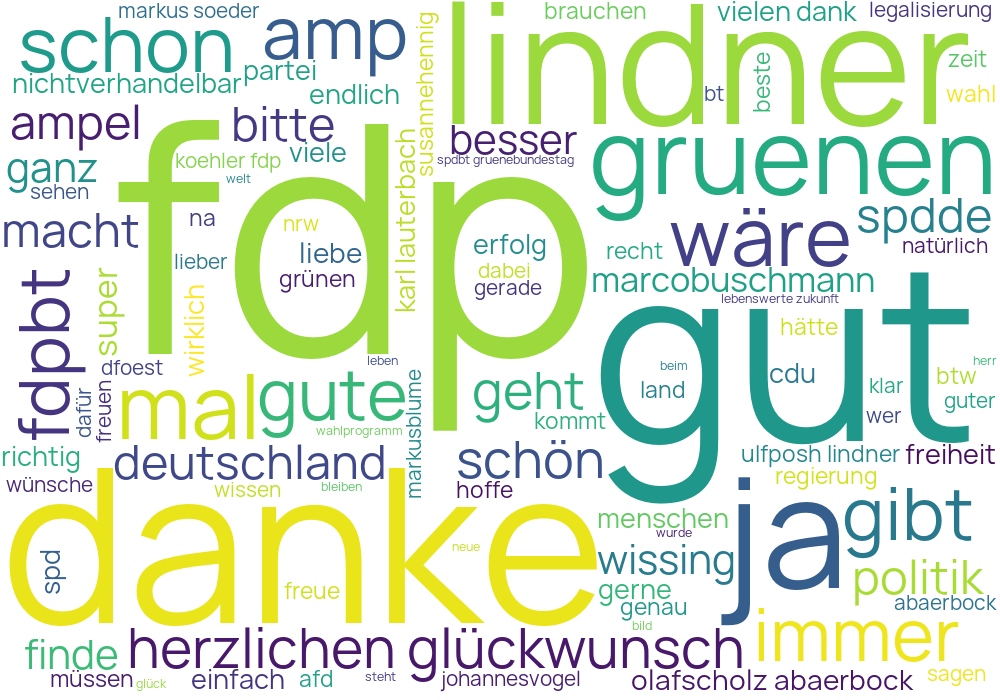 markus soeder
brauchen
vielen dank
legalisierung
schon
amp
lindner
nichtverhandelbar
partei
endlich
susannehennig
bt
beste
zeit
wahl
ampel
bitte
besser
gruenen
ganz
koehler fdp
viele
spdbt gruenebundestag
sehen
welt
fdp
karl lauterbach
macht
na
nrw
liebe
erfolg
wäre
spdde
natürlich
recht
lieber
grünen
dabei
gerade
marcobuschmann
lebenswerte zukunft
fdpbt
super
wirklich
gut
hätte
dfoest
leben
beim
herr
land
cdu
klar
btw
guter
wer
dafür
freuen
mal
gute
markusblume
geht
kommt
wahlprogramm
richtig
deutschland
schön
ulfposh lindner
freiheit
wünsche
wissen
bleiben
hoffe
regierung
danke
ja
gibt
menschen
wurde
spd
neue
wissing
politik
freue
gerne
genau
abaerbock
bild
immer
finde
herzlichen glückwunsch
müssen
glück
einfach
afd
steht
johannesvogel
olafscholz abaerbock
sagen